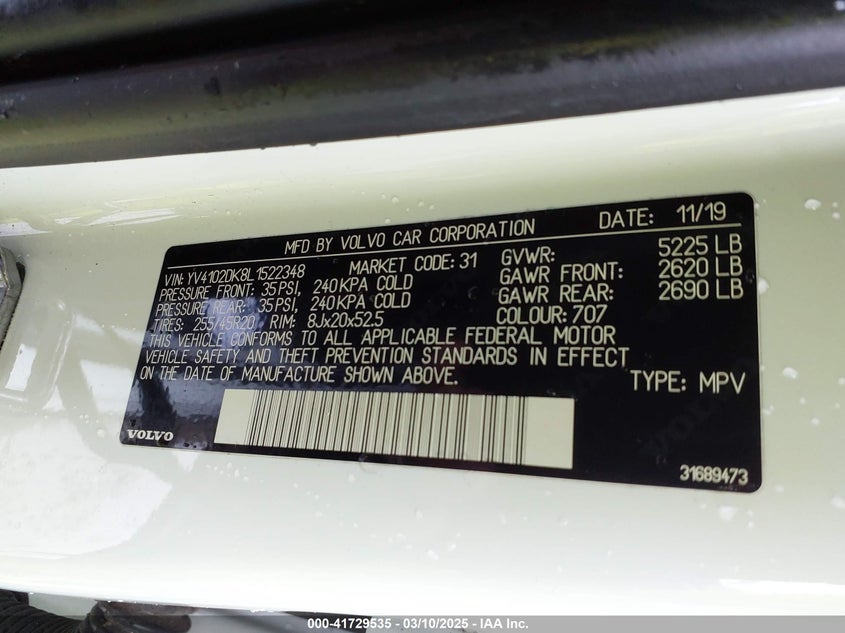 MFD BY VOLVO CAR CORPORATION DATE: 11/19
VIN: YV4102DK8L1522348 MARKET CODE: 31 GVWR: 5225 LB
PRESSURE FRONT: 35PSI, 240KPA COLD GAWR FRONT: 2620 LB
PRESSURE REAR: 35PSI, 240KPA COLD GAWR REAR: 2690 LB
TIRES: 255/45R20 RIM: 8Jx20x52.5 COLOUR: 707
THIS VEHICLE CONFORMS TO ALL APPLICABLE FEDERAL MOTOR
VEHICLE SAFETY AND THEFT PREVENTION STANDARDS IN EFFECT
ON THE DATE OF MANUFACTURE SHOWN ABOVE. TYPE: MPV
VOLVO
31689473
000-41729535 - 03/10/2025 - IAA Inc.